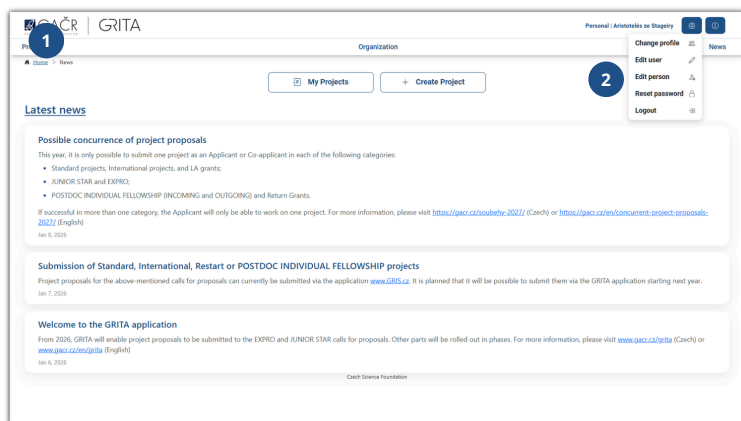 GAČR | GRITA
Personal | Aristotelés ze Stageiry
1
Organization
News
Home > News
Change profile
Edit user
Edit person
Reset password
Logout
2
My Projects
+ Create Project
Latest news
Possible concurrence of project proposals
This year, it is only possible to submit one project as an Applicant or Co-applicant in each of the following categories:
• Standard projects, International projects, and LA grants;
• JUNIOR STAR and EXPRO;
• POSTDOC INDIVIDUAL FELLOWSHIP (INCOMING and OUTGOING) and Return Grants.
If successful in more than one category, the Applicant will only be able to work on one project. For more information, please visit https://gacr.cz/soubehy-2027/ (Czech) or https://gacr.cz/en/concurrent-project-proposals-
2027/ (English)
Jan 8, 2026
Submission of Standard, International, Restart or POSTDOC INDIVIDUAL FELLOWSHIP projects
Project proposals for the above-mentioned calls for proposals can currently be submitted via the application www.GRIS.cz. It is planned that it will be possible to submit them via the GRITA application starting next year.
Jan 7, 2026
Welcome to the GRITA application
From 2026, GRITA will enable project proposals to be submitted to the EXPRO and JUNIOR STAR calls for proposals. Other parts will be rolled out in phases. For more information, please visit www.gacr.cz/grita (Czech) or
www.gacr.cz/en/grita (English)
Jan 6, 2026
Czech Science Foundation